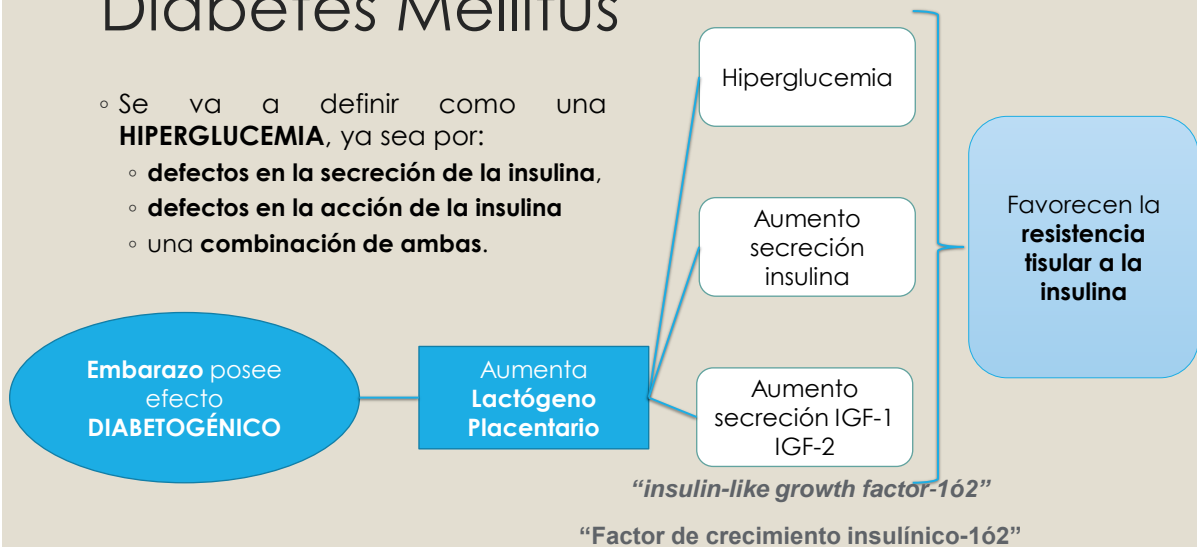 Diabetes Mellitus
◦ Se va a definir como una
HIPERGLUCEMIA, ya sea por:
◦ defectos en la secreción de la insulina,
◦ defectos en la acción de la insulina
◦ una combinación de ambas.
Embarazo posee
efecto
DIABETOGÉNICO
Aumenta
Lactógeno
Placentario
Hiperglucemia
Aumento
secreción
insulina
Aumento
secreción IGF-1
IGF-2
Favorecen la
resistencia
tisular a la
insulina
“insulin-like growth factor-1ó2”
“Factor de crecimiento insulínico-1ó2”